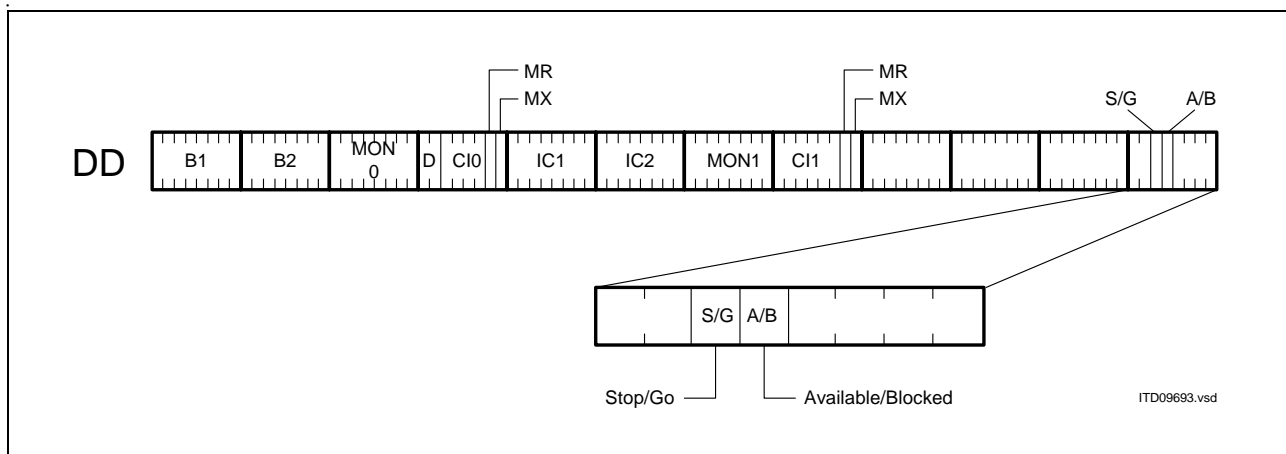 MR
MR
MX
MX
S/G
A/B
DD
B1
B2
MON
0
D
CI0
IC1
IC2
MON1
CI1
S/G
A/B
Stop/Go
Available/Blocked
ITD09693.vsd